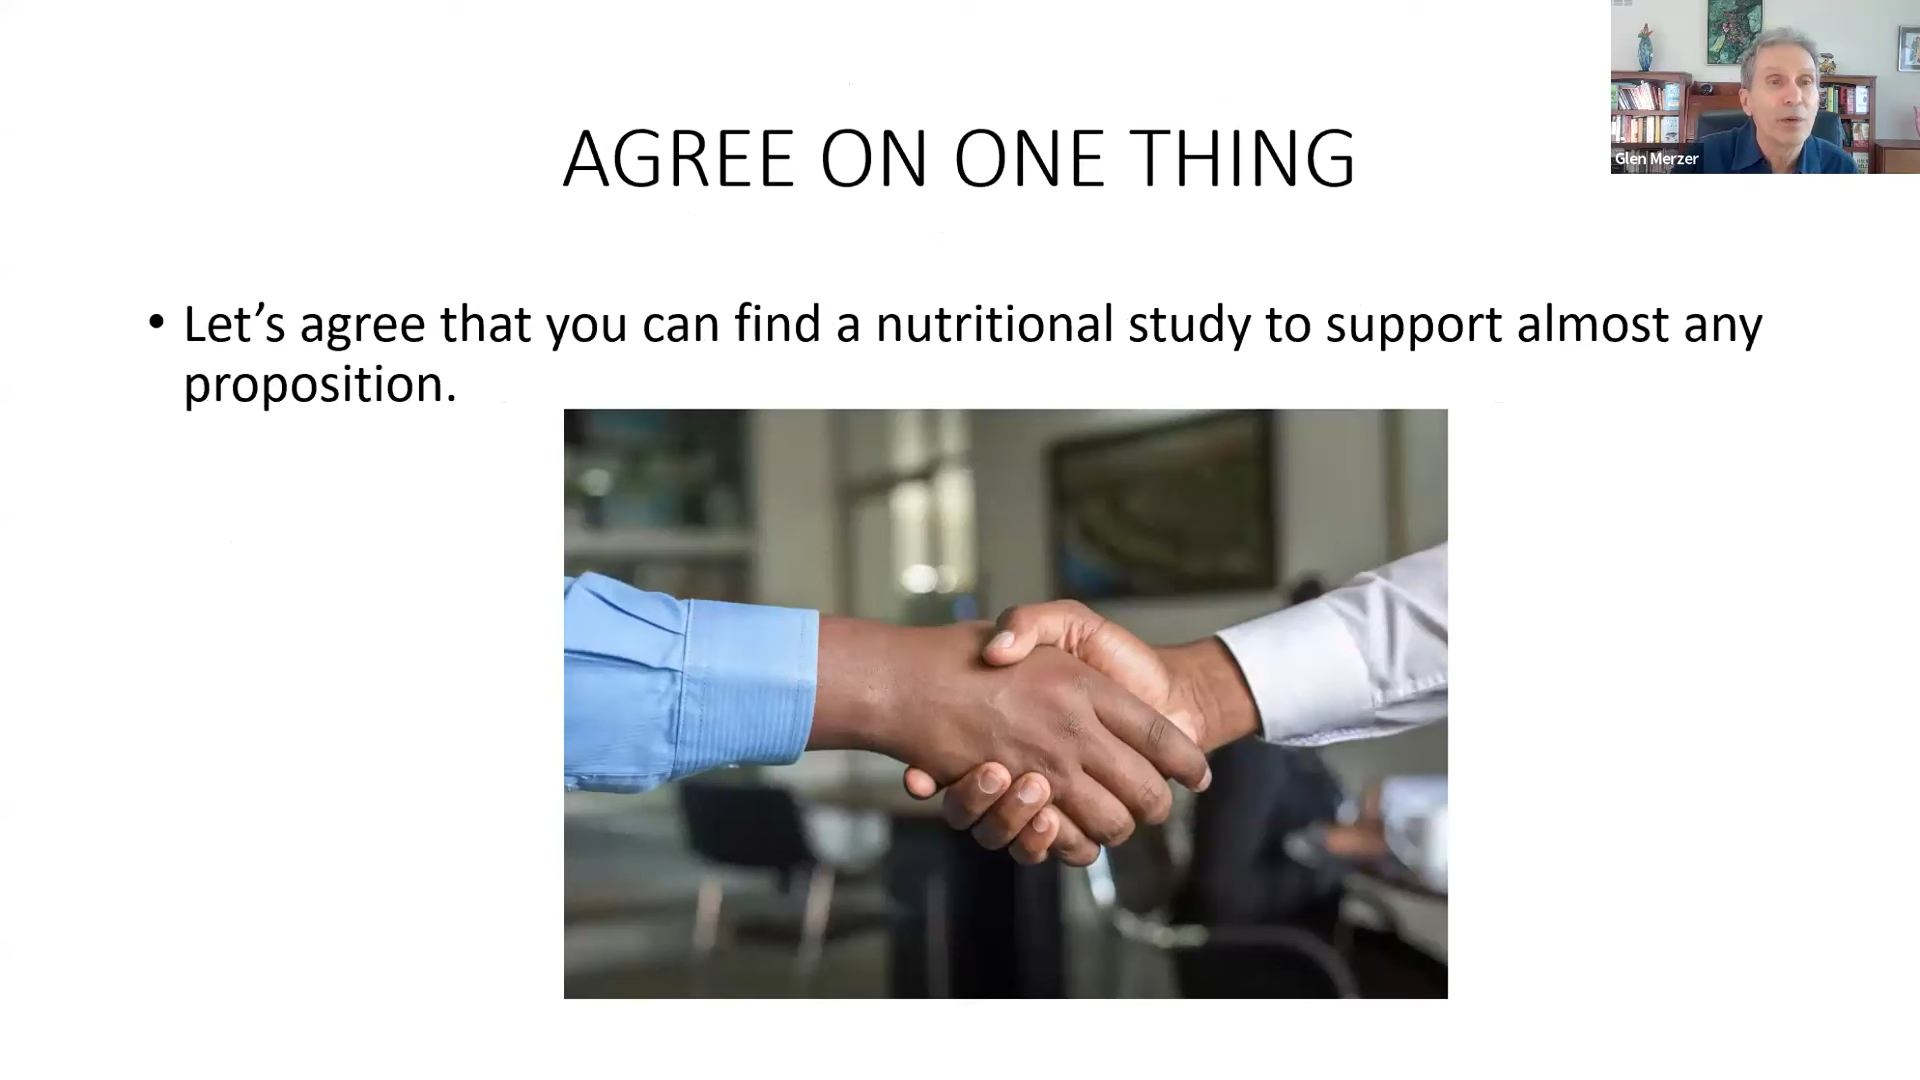 AGREE ON ONE THING
Glen Merzer
• Let’s agree that you can find a nutritional study to support almost any
proposition.